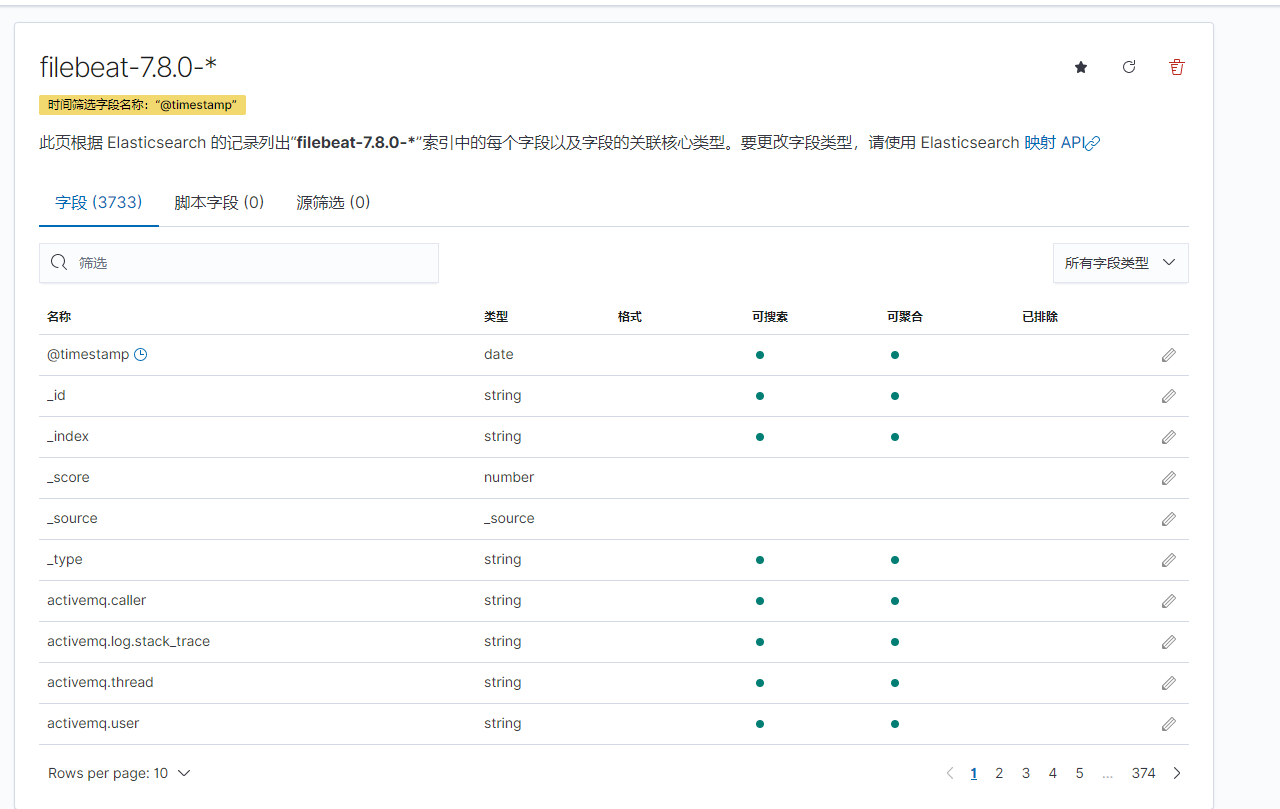 filebeat-7.8.0-*
时间筛选字段名称：“@timestamp”
此页根据 Elasticsearch 的记录列出“filebeat-7.8.0-*”索引中的每个字段以及字段的关联核心类型。要更改字段类型，请使用 Elasticsearch 映射 API
字段 (3733) 脚本字段 (0) 源筛选 (0)
筛选 所有字段类型
名称 类型 格式 可搜索 可聚合 已排除
@timestamp date
_id string
_index string
_score number
_source _source
_type string
activemq.caller string
activemq.log.stack_trace string
activemq.thread string
activemq.user string
Rows per page: 10 1 2 3 4 5 ... 374